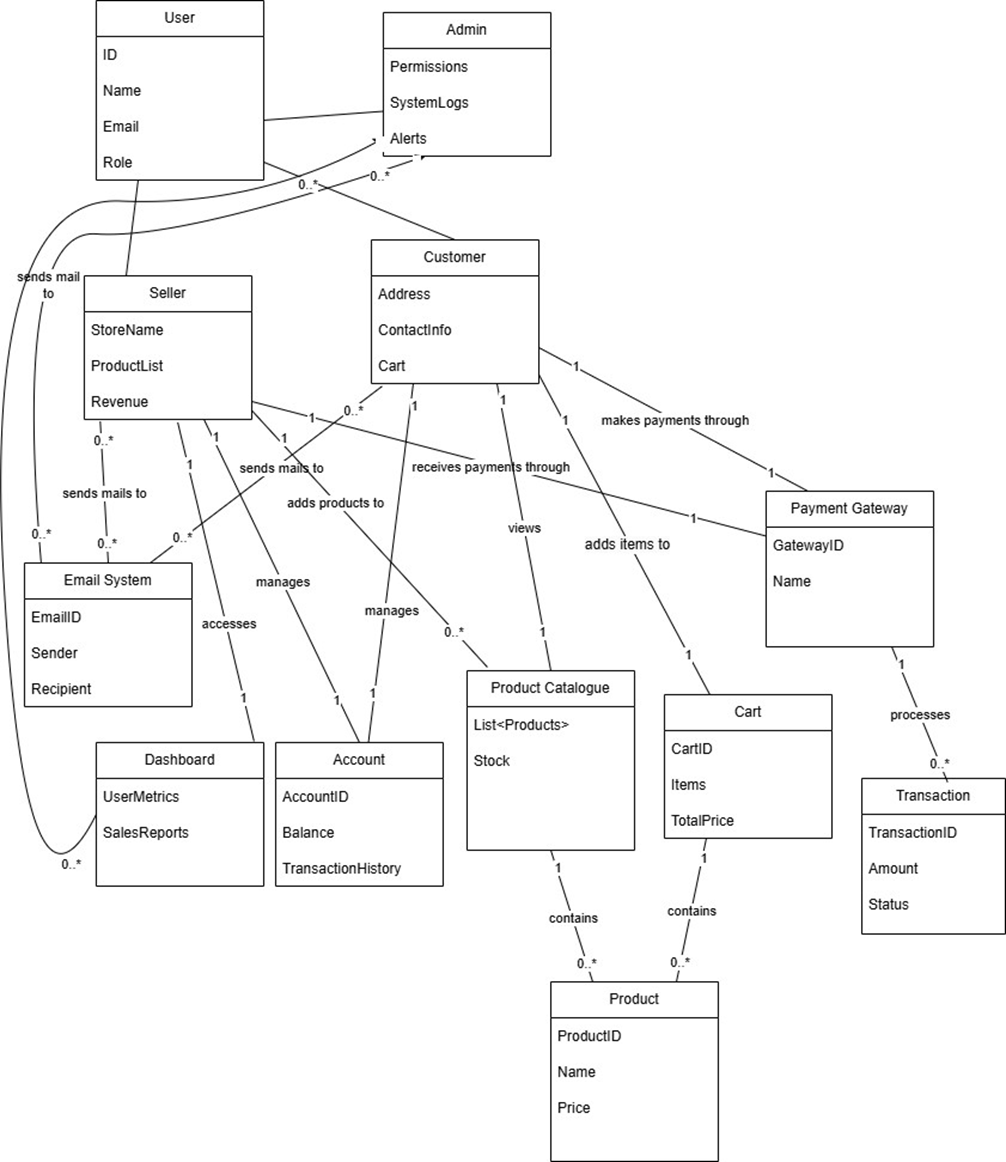 User
ID
Name
Email
Role
Admin
Permissions
SystemLogs
Alerts
0..*
0..*
sends mail
to
Seller
StoreName
ProductList
Revenue
Customer
Address
ContactInfo
Cart
1
makes payments through
1
0..*
1
1
1
1
1
0..*
1
1
sends mails to
receives payments through
sends mails to
adds products to
views
adds items to
1
0..*
0..*
0..*
Payment Gateway
GatewayID
Name
Email System
EmailID
Sender
Recipient
manages
manages
accesses
0..*
1
1
1
processes
0..*
1
1
1
Product Catalogue
List<Products>
Stock
Cart
CartID
Items
TotalPrice
Dashboard
UserMetrics
SalesReports
0..*
Account
AccountID
Balance
TransactionHistory
Transaction
TransactionID
Amount
Status
1
contains
0..*
1
contains
0..*
Product
ProductID
Name
Price